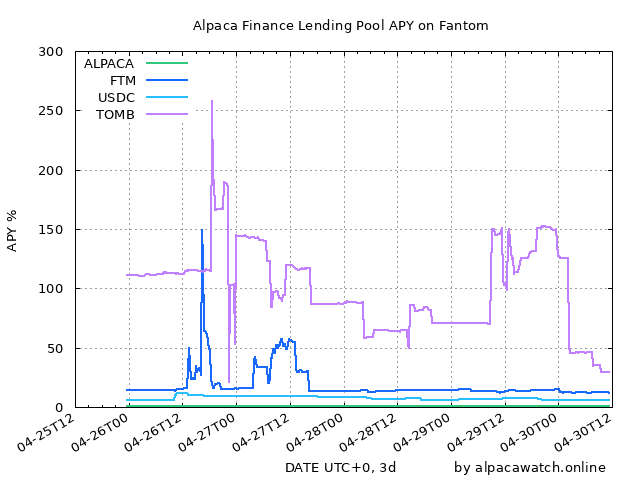 Alpaca Finance Lending Pool APY on Fantom
300
250
200
150
100
50
0
APY %
ALPACA
FTM
USDC
TOMB
04-25T12
04-26T00
04-26T12
04-27T00
04-27T12
04-28T00
04-28T12
04-29T00
04-29T12
04-30T00
04-30T12
DATE UTC+0, 3d
by alpacawatch.online